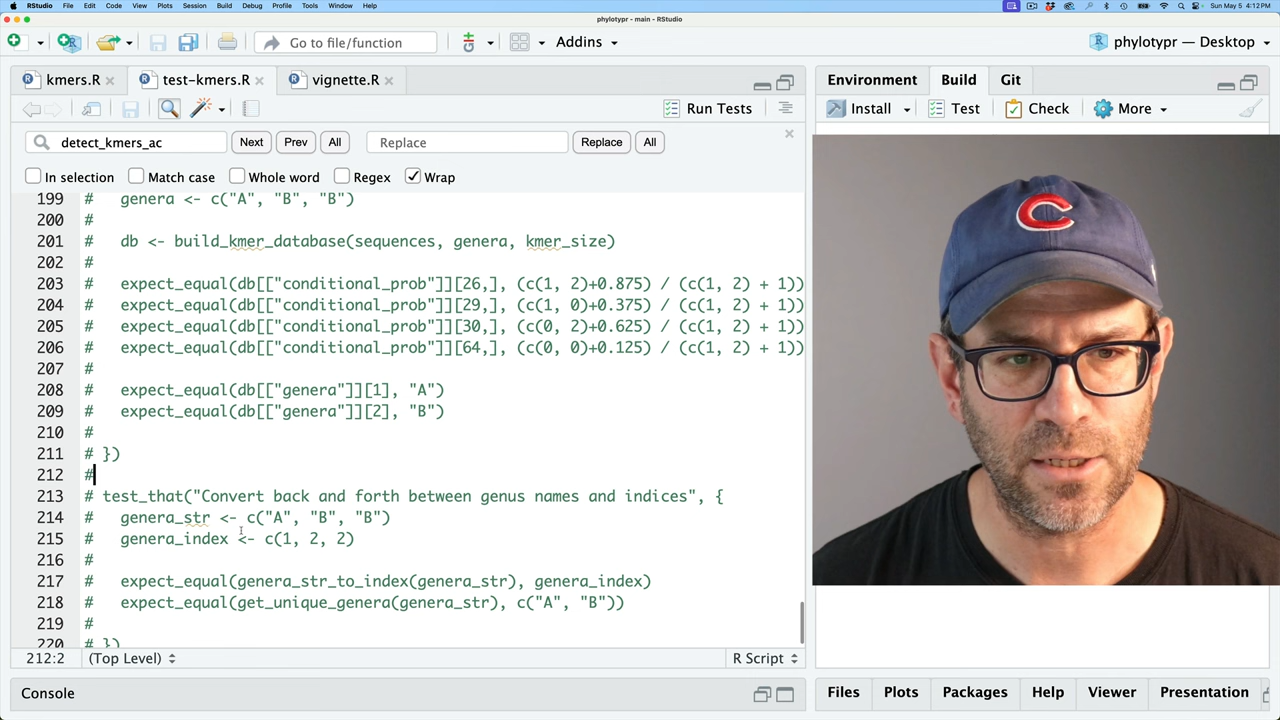 RStudio File Edit Code View Plots Session Build Debug Profile Tools Window Help Sun May 5 4:12 PM
phylotypr - main - RStudio
Go to file/function Addins phylotypr — Desktop
kmers.R test-kmers.R vignette.R Environment Build Git
Run Tests Install Test Check More
detect_kmers_ac Next Prev All Replace Replace All
In selection Match case Whole word Regex Wrap
199 # genera <- c("A", "B", "B")
200 #
201 # db <- build_kmer_database(sequences, genera, kmer_size)
202 #
203 # expect_equal(db[["conditional_prob"]][26,], (c(1, 2)+0.875) / (c(1, 2) + 1))
204 # expect_equal(db[["conditional_prob"]][29,], (c(1, 2)+0.375) / (c(1, 2) + 1))
205 # expect_equal(db[["conditional_prob"]][30,], (c(0, 2)+0.625) / (c(1, 2) + 1))
206 # expect_equal(db[["conditional_prob"]][64,], (c(0, 0)+0.125) / (c(1, 2) + 1))
207 #
208 # expect_equal(db[["genera"]][1], "A")
209 # expect_equal(db[["genera"]][2], "B")
210 #
211 # })
212 #
213 # test_that("Convert back and forth between genus names and indices", {
214 # genera_str <- c("A", "B", "B")
215 # genera_index <- c(1, 2, 2)
216 #
217 # expect_equal(genera_str_to_index(genera_str), genera_index)
218 # expect_equal(get_unique_genera(genera_str), c("A", "B"))
219 #
220 # })
212:2 (Top Level) R Script
Console Files Plots Packages Help Viewer Presentation